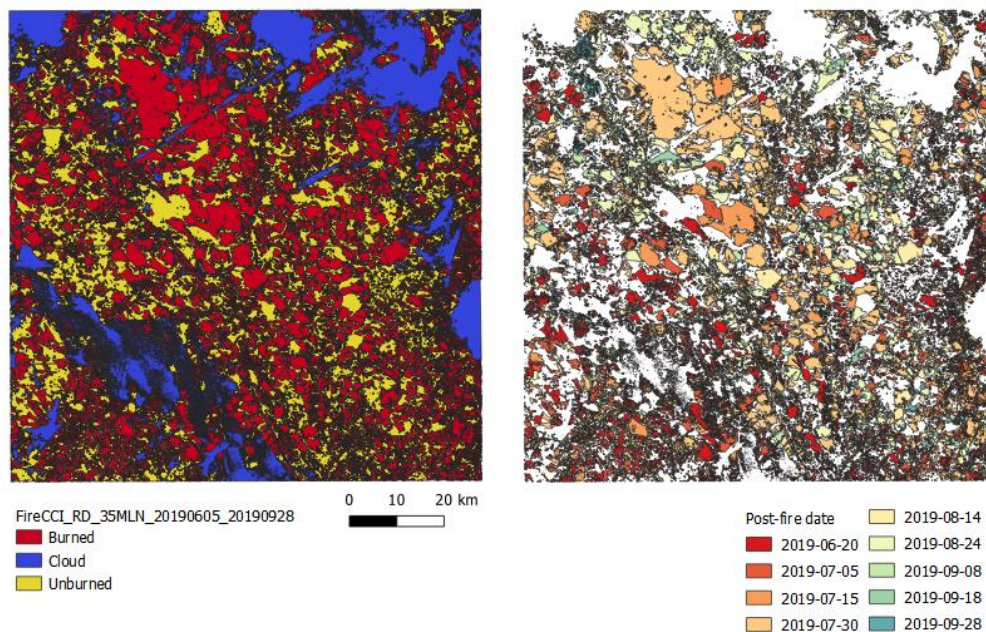 FireCCI_RD_35MLN_20190605_20190928
Burned
Cloud
Unburned
0 10 20 km
Post-fire date
2019-06-20
2019-07-05
2019-07-15
2019-07-30
2019-08-14
2019-08-24
2019-09-08
2019-09-18
2019-09-28